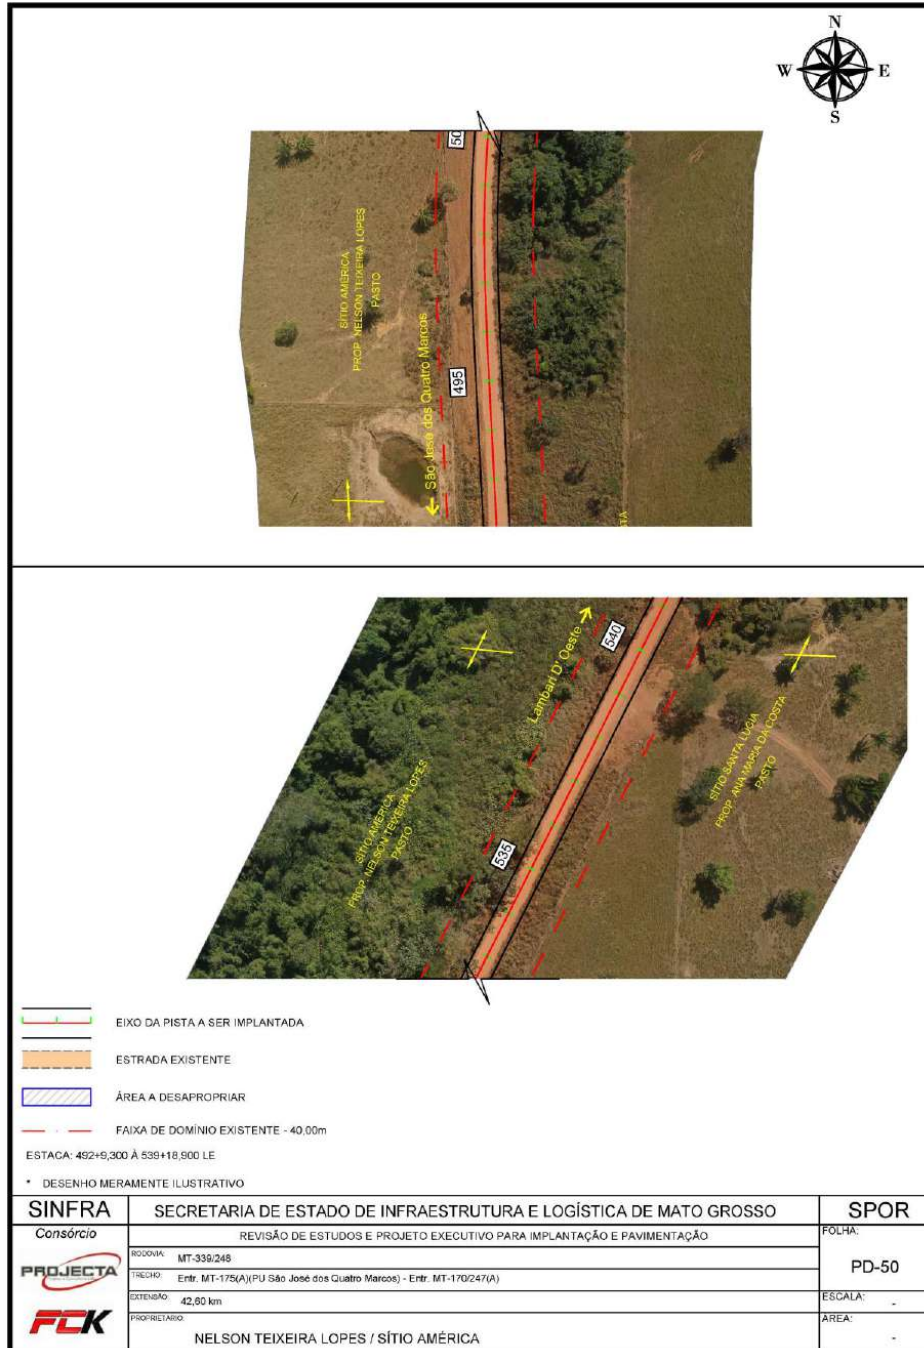 N
W E
S
50
SÍTIO AMÉRICA
PROP. NELSON TEIXEIRA LOPES
PASTO
495
← São José dos Quatro Marcos
TA
Lambari D' Oeste →
540
SÍTIO SANTA LUCIA
PROP. ANA MARIA DA COSTA
PASTO
SÍTIO AMÉRICA
PROP. NELSON TEIXEIRA LOPES
PASTO
535
EIXO DA PISTA A SER IMPLANTADA
ESTRADA EXISTENTE
ÁREA A DESAPROPRIAR
FAIXA DE DOMÍNIO EXISTENTE - 40,00m
ESTACA: 492+9,300 À 539+18,900 LE
* DESENHO MERAMENTE ILUSTRATIVO
SINFRA
SECRETARIA DE ESTADO DE INFRAESTRUTURA E LOGÍSTICA DE MATO GROSSO
SPOR
Consórcio
PROJECTA
FCK
REVISÃO DE ESTUDOS E PROJETO EXECUTIVO PARA IMPLANTAÇÃO E PAVIMENTAÇÃO
RODOVIA: MT-339/248
TRECHO: Entr. MT-175(A)(PU São José dos Quatro Marcos) - Entr. MT-170/247(A)
EXTENSÃO: 42,60 km
PROPRIETÁRIO:
NELSON TEIXEIRA LOPES / SÍTIO AMÉRICA
FOLHA:
PD-50
ESCALA:
-
ÁREA:
-